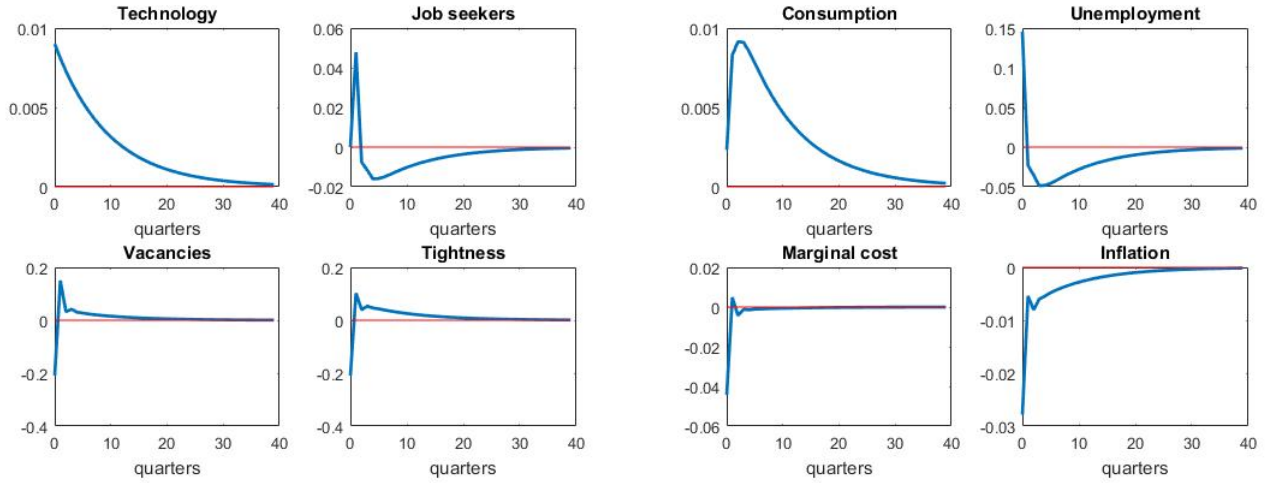 Technology
0.01
0.005
0
0 10 20 30 40
quarters
Job seekers
0.06
0.04
0.02
0
-0.02
0 10 20 30 40
quarters
Consumption
0.01
0.005
0
0 10 20 30 40
quarters
Unemployment
0.15
0.1
0.05
0
-0.05
0 10 20 30 40
quarters
Vacancies
0.2
0
-0.2
-0.4
0 10 20 30 40
quarters
Tightness
0.2
0
-0.2
-0.4
0 10 20 30 40
quarters
Marginal cost
0.02
0
-0.02
-0.04
-0.06
0 10 20 30 40
quarters
Inflation
0
-0.01
-0.02
-0.03
0 10 20 30 40
quarters